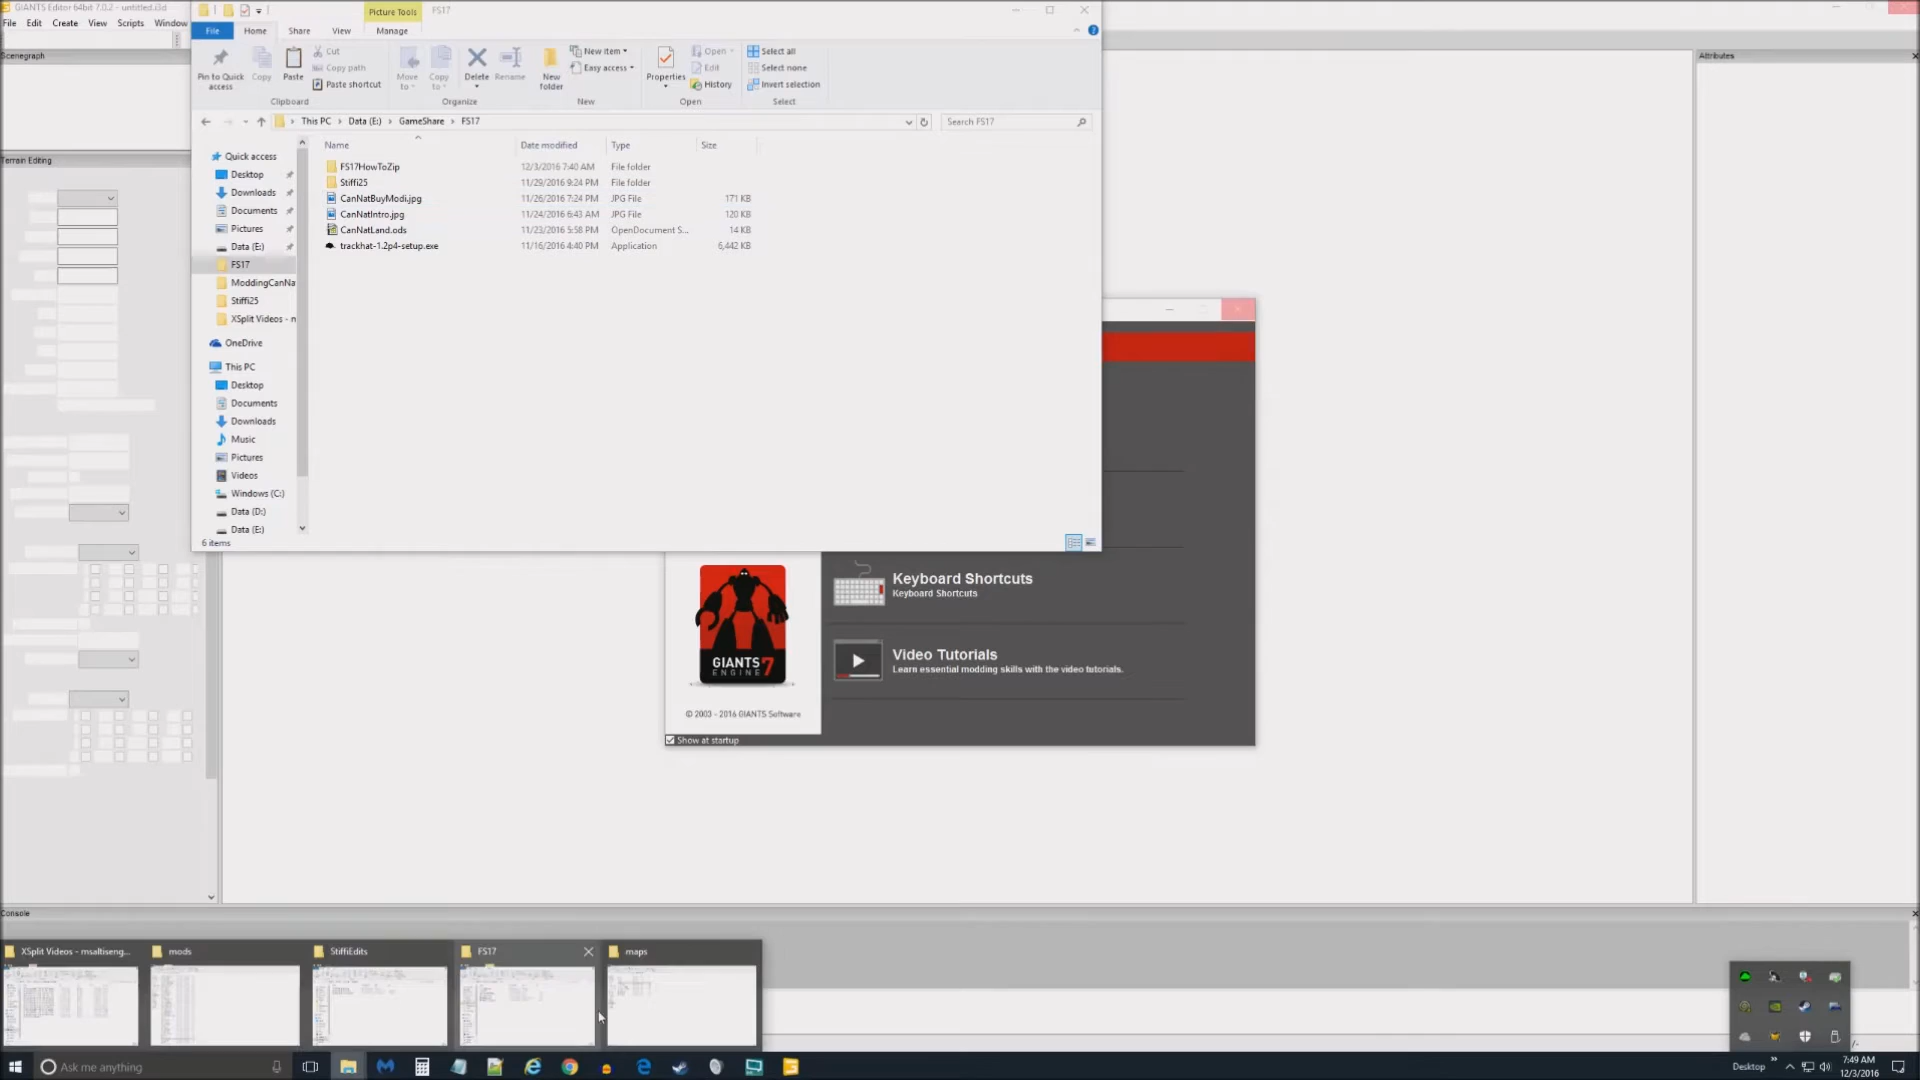 GIANTS Editor 64bit 7.0.2 - untitled.i3d
File Edit Create View Scripts Window
Scenegraph
Terrain Editing
Picture Tools
FS17
File Home Share View Manage
Pin to Quick access
Copy
Paste
Cut
Copy path
Paste shortcut
Clipboard
Move to
Copy to
Delete
Rename
Organize
New folder
New item
Easy access
New
Properties
Open
Edit
History
Open
Select all
Select none
Invert selection
Select
This PC > Data (E:) > GameShare > FS17
Search FS17
Name Date modified Type Size
FS17HowToZip 12/3/2016 7:40 AM File folder
Stiffi25 11/29/2016 9:24 PM File folder
CanNatBuyModi.jpg 11/26/2016 7:24 PM JPG File 171 KB
CanNatIntro.jpg 11/24/2016 6:43 AM JPG File 120 KB
CanNatLand.ods 11/23/2016 5:58 PM OpenDocument S... 14 KB
trackhat-1.2p4-setup.exe 11/16/2016 4:40 PM Application 6,442 KB
Quick access
Desktop
Downloads
Documents
Pictures
Data (E:)
FS17
ModdingCanNa
Stiffi25
XSplit Videos - n
OneDrive
This PC
Desktop
Documents
Downloads
Music
Pictures
Videos
Windows (C:)
Data (D:)
Data (E:)
6 items
Attributes
Keyboard Shortcuts
Keyboard Shortcuts
Video Tutorials
Learn essential modding skills with the video tutorials.
GIANTS 7
ENGINE
© 2003 - 2016 GIANTS Software
Show at startup
Console
XSplit Videos - msaltiseng...
mods
StiffiEdits
FS17
maps
Ask me anything
Desktop
7:49 AM
12/3/2016